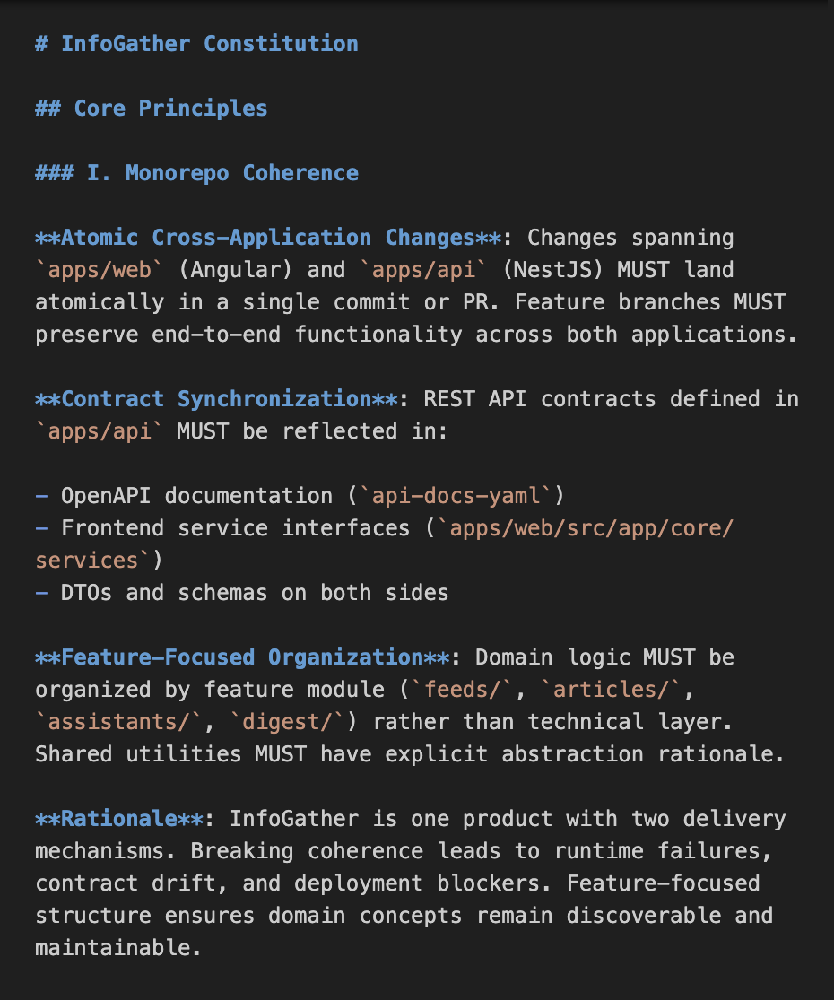 # InfoGather Constitution
## Core Principles
### I. Monorepo Coherence
**Atomic Cross-Application Changes**: Changes spanning
`apps/web` (Angular) and `apps/api` (NestJS) MUST land
atomically in a single commit or PR. Feature branches MUST
preserve end-to-end functionality across both applications.
**Contract Synchronization**: REST API contracts defined in
`apps/api` MUST be reflected in:
- OpenAPI documentation (`api-docs-yaml`)
- Frontend service interfaces (`apps/web/src/app/core/
services`)
- DTOs and schemas on both sides
**Feature-Focused Organization**: Domain logic MUST be
organized by feature module (`feeds/`, `articles/`,
`assistants/`, `digest/`) rather than technical layer.
Shared utilities MUST have explicit abstraction rationale.
**Rationale**: InfoGather is one product with two delivery
mechanisms. Breaking coherence leads to runtime failures,
contract drift, and deployment blockers. Feature-focused
structure ensures domain concepts remain discoverable and
maintainable.